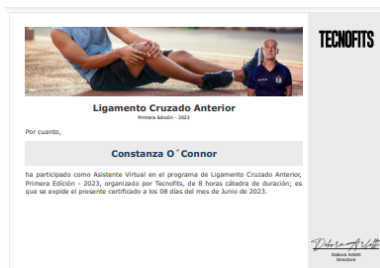 TECNOFITS
Ligamento Cruzado Anterior
Primera Edición - 2023
Por cuanto,
Constanza O´Connor
ha participado como Asistente Virtual en el programa de Ligamento Cruzado Anterior,
Primera Edición - 2023, organizado por Tecnofits, de 8 horas cátedra de duración; es
que se expide el presente certificado a los 08 días del mes de Junio de 2023.
Debora Arletti
Directora